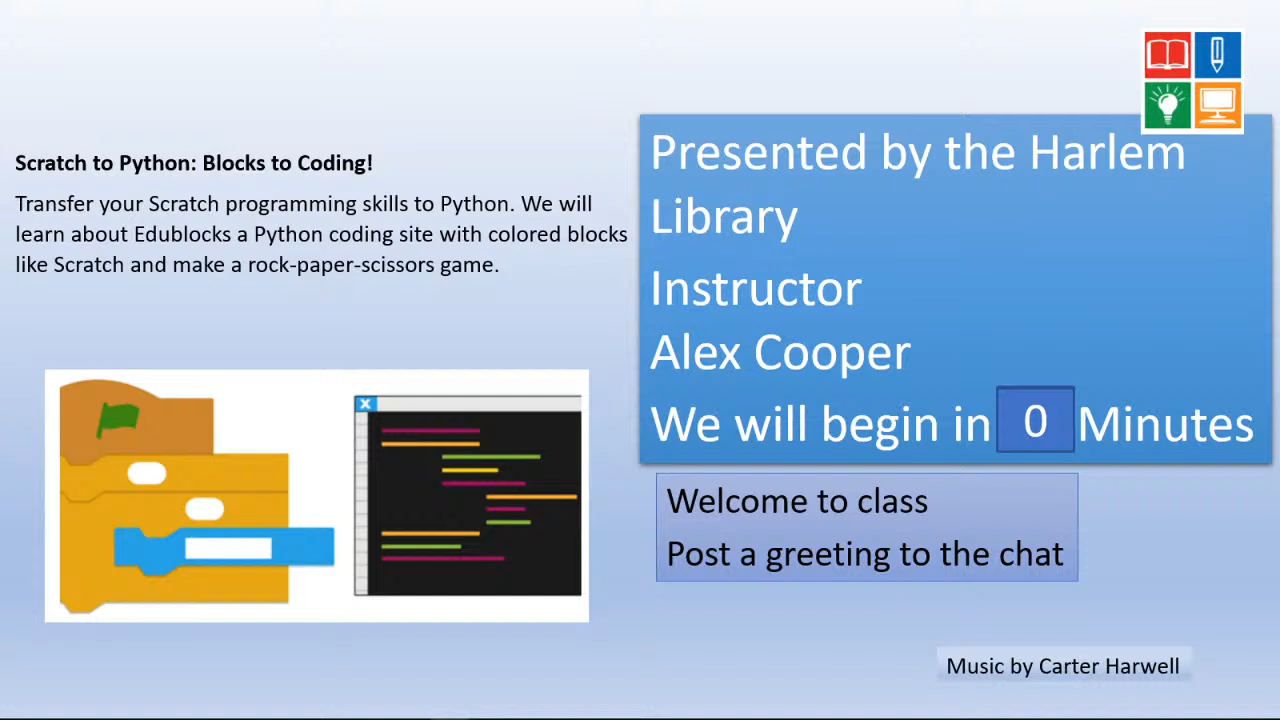 Scratch to Python: Blocks to Coding!
Transfer your Scratch programming skills to Python. We will
learn about Edublocks a Python coding site with colored blocks
like Scratch and make a rock-paper-scissors game.
Presented by the Harlem
Library
Instructor
Alex Cooper
We will begin in 0 Minutes
Welcome to class
Post a greeting to the chat
X
Music by Carter Harwell